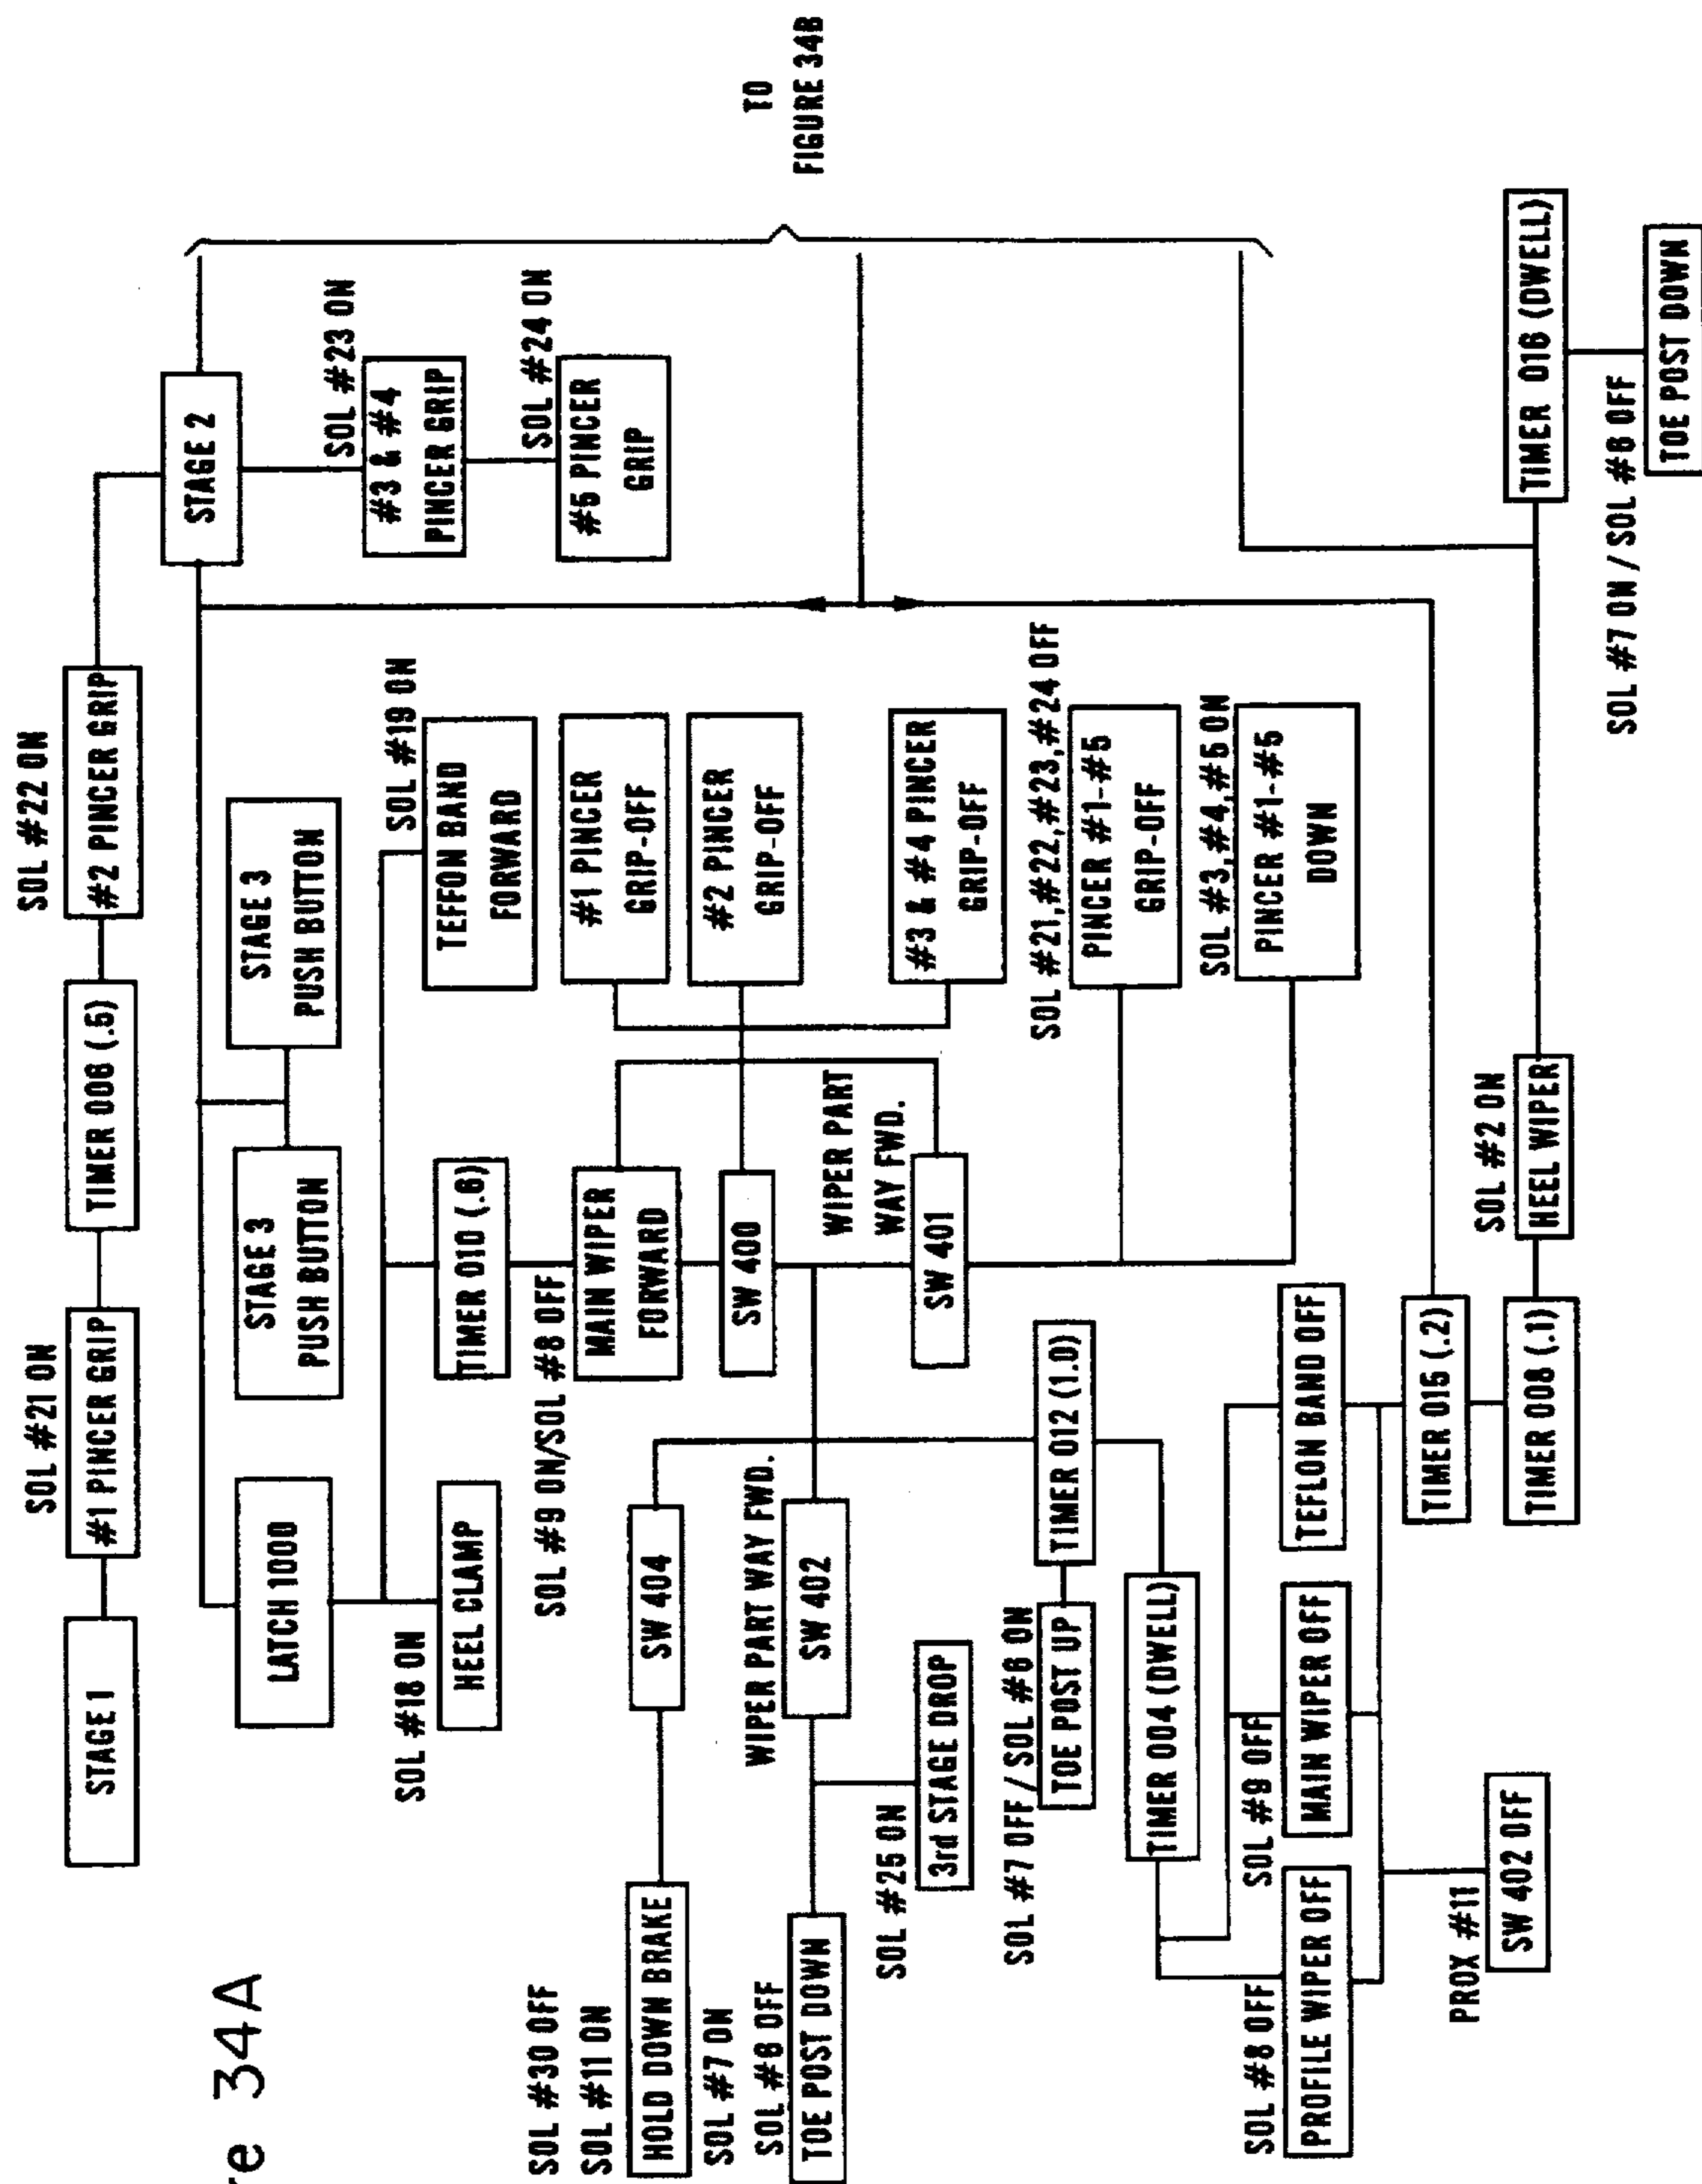 re 34A
SOL #21 ON
SOL #22 ON
STAGE 1
#1 PINCER GRIP
TIMER 006 (.5)
#2 PINCER GRIP
STAGE 2
LATCH 1000
STAGE 3
PUSH BUTTON
STAGE 3
PUSH BUTTON
SOL #23 ON
#3 & #4
PINCER GRIP
SOL #24 ON
#5 PINCER
GRIP
SOL #18 ON
HEEL CLAMP
TIMER 010 (.6)
SOL #19 ON
TEFFON BAND
FORWARD
SOL #9 ON/SOL #8 OFF
MAIN WIPER
FORWARD
#1 PINCER
GRIP-OFF
SOL #30 OFF
SOL #11 ON
HOLD DOWN BRAKE
SW 404
SW 400
#2 PINCER
GRIP-OFF
TO
FIGURE 34B
SOL #7 ON
SOL #6 OFF
TOE POST DOWN
WIPER PART WAY FWD.
SW 402
WIPER PART
WAY FWD.
SW 401
#3 & #4 PINCER
GRIP-OFF
SOL #25 ON
3rd STAGE DROP
SOL #21,#22,#23,#24 OFF
PINCER #1-#5
GRIP-OFF
SOL #7 OFF / SOL #6 ON
TOE POST UP
TIMER 012 (1.0)
SOL #3,#4,#5 ON
PINCER #1-#5
DOWN
TIMER 004 (DWELL)
SOL #8 OFF
PROFILE WIPER OFF
SOL #9 OFF
MAIN WIPER OFF
TEFLON BAND OFF
PROX #11
SW 402 OFF
TIMER 015 (.2)
TIMER 008 (.1)
SOL #2 ON
HEEL WIPER
TIMER 016 (DWELL)
SOL #7 ON / SOL #6 OFF
TOE POST DOWN